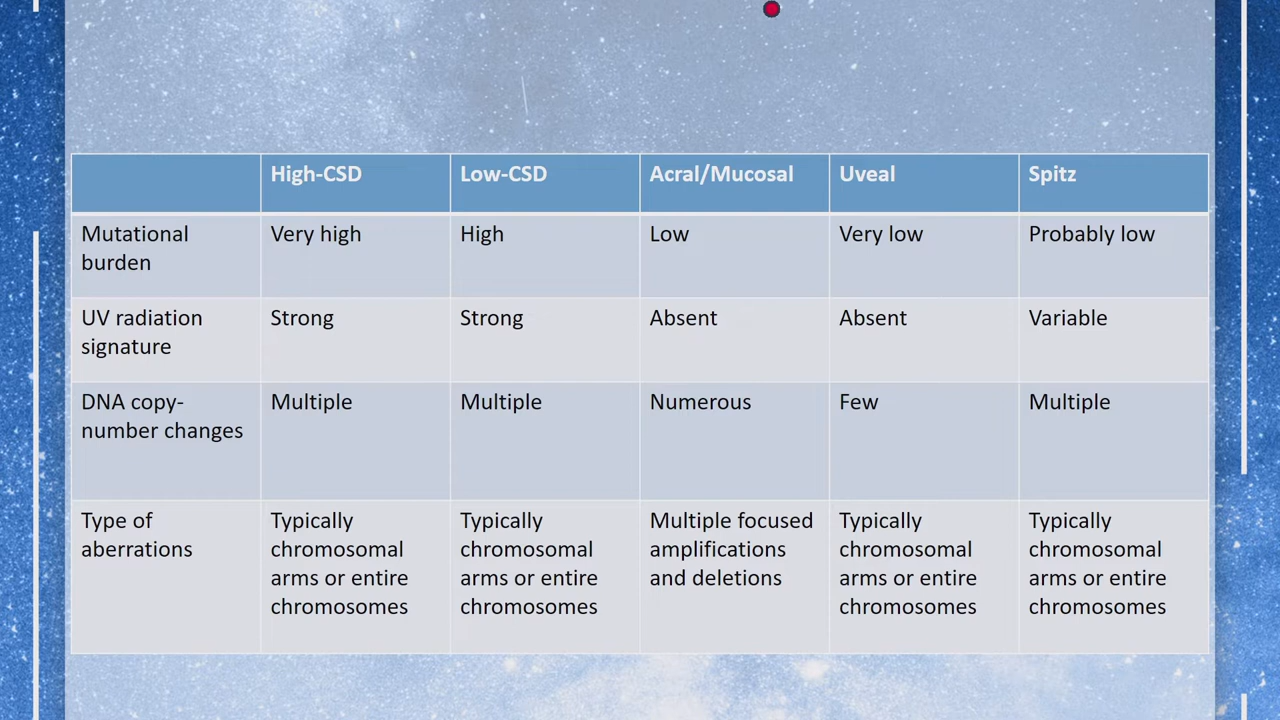 High-CSD Low-CSD Acral/Mucosal Uveal Spitz
Mutational Very high High Low Very low Probably low
burden
UV radiation Strong Strong Absent Absent Variable
signature
DNA copy- Multiple Multiple Numerous Few Multiple
number changes
Type of Typically Typically Multiple focused Typically Typically
aberrations chromosomal chromosomal amplifications chromosomal chromosomal
arms or entire arms or entire and deletions arms or entire arms or entire
chromosomes chromosomes chromosomes chromosomes